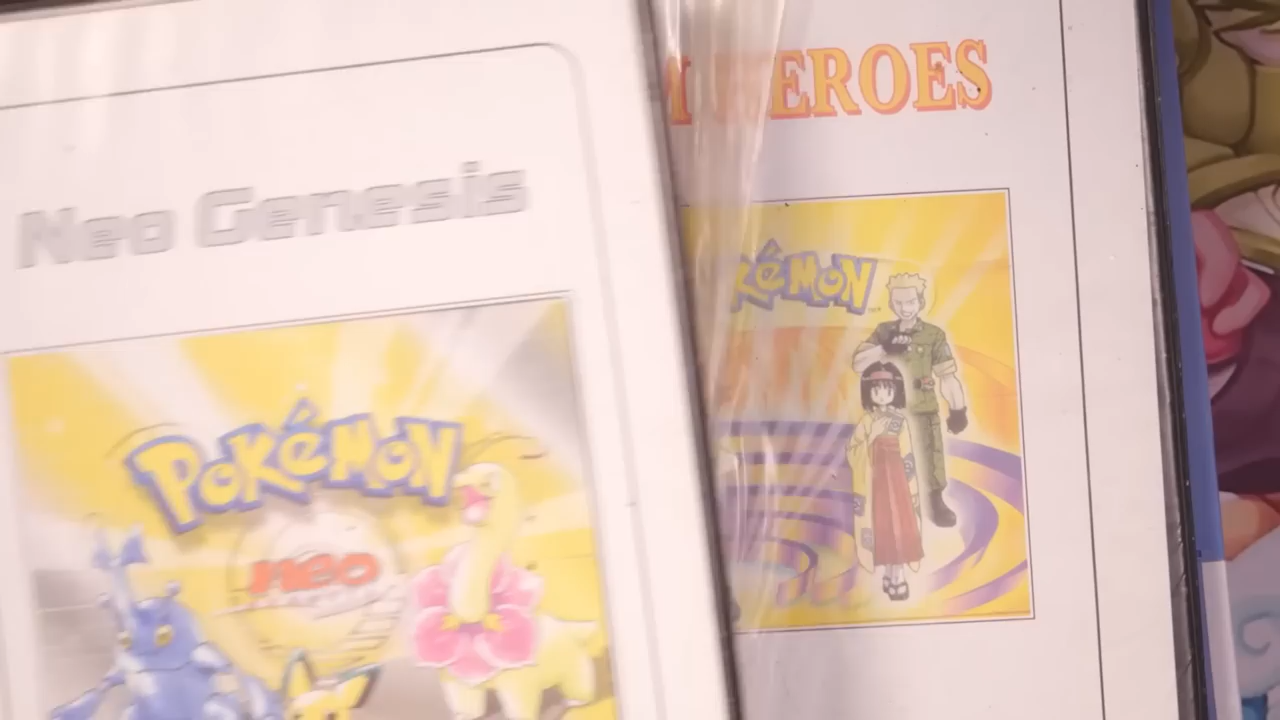 Neo Genesis
POKéMON
neo
M HEROES
KéMON